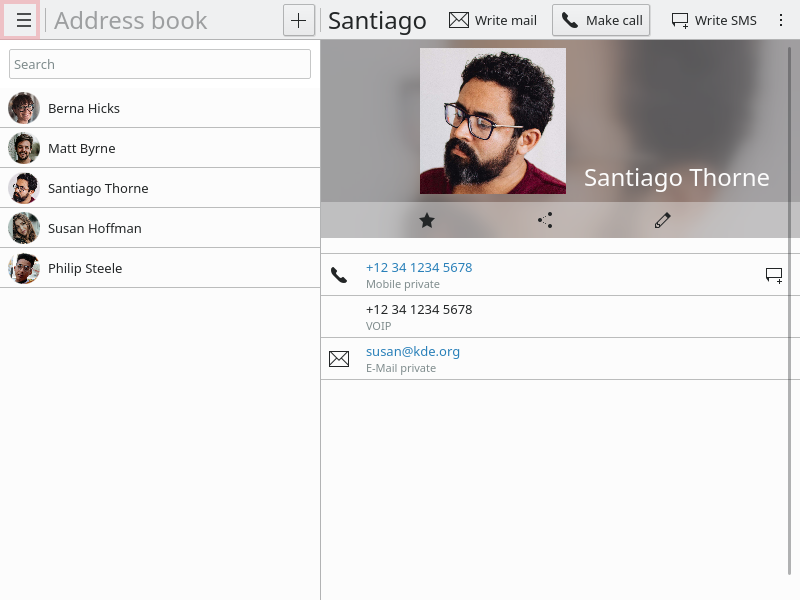 Address book
Santiago
Write mail
Make call
Write SMS
Search
Berna Hicks
Matt Byrne
Santiago Thorne
Susan Hoffman
Philip Steele
Santiago Thorne
+12 34 1234 5678
Mobile private
+12 34 1234 5678
VOIP
susan@kde.org
E-Mail private